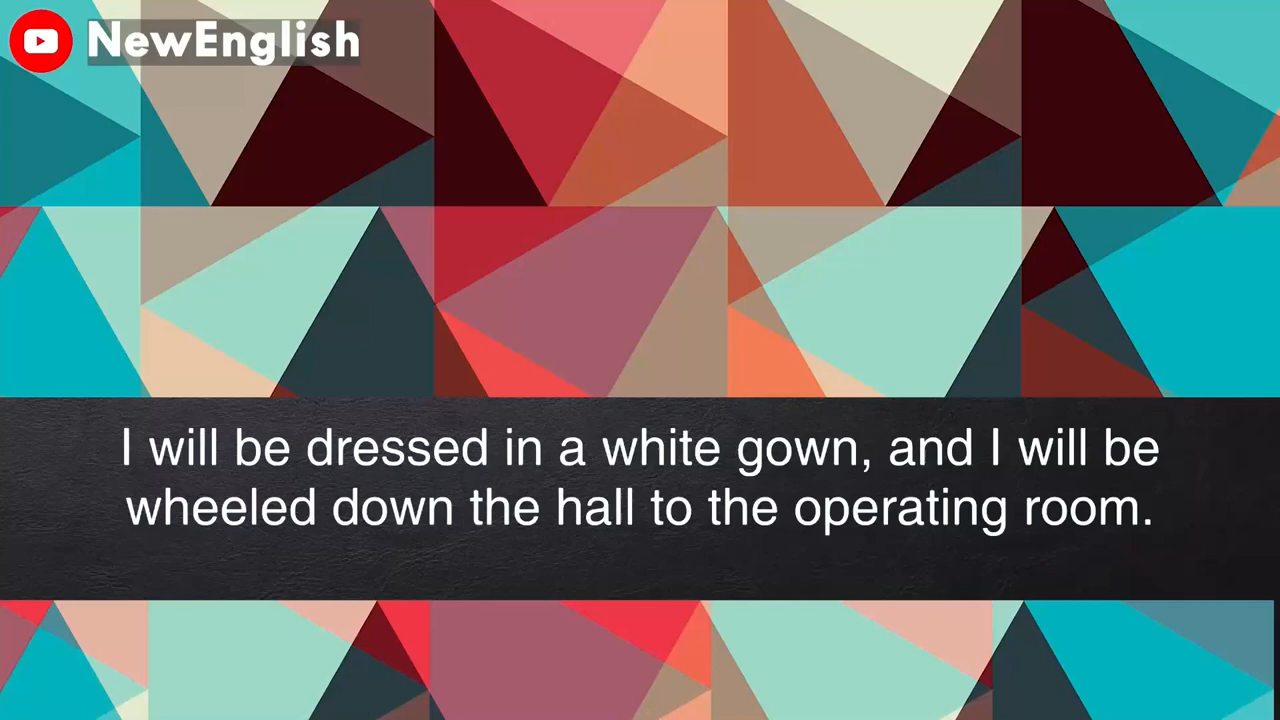 NewEnglish
I will be dressed in a white gown, and I will be
wheeled down the hall to the operating room.